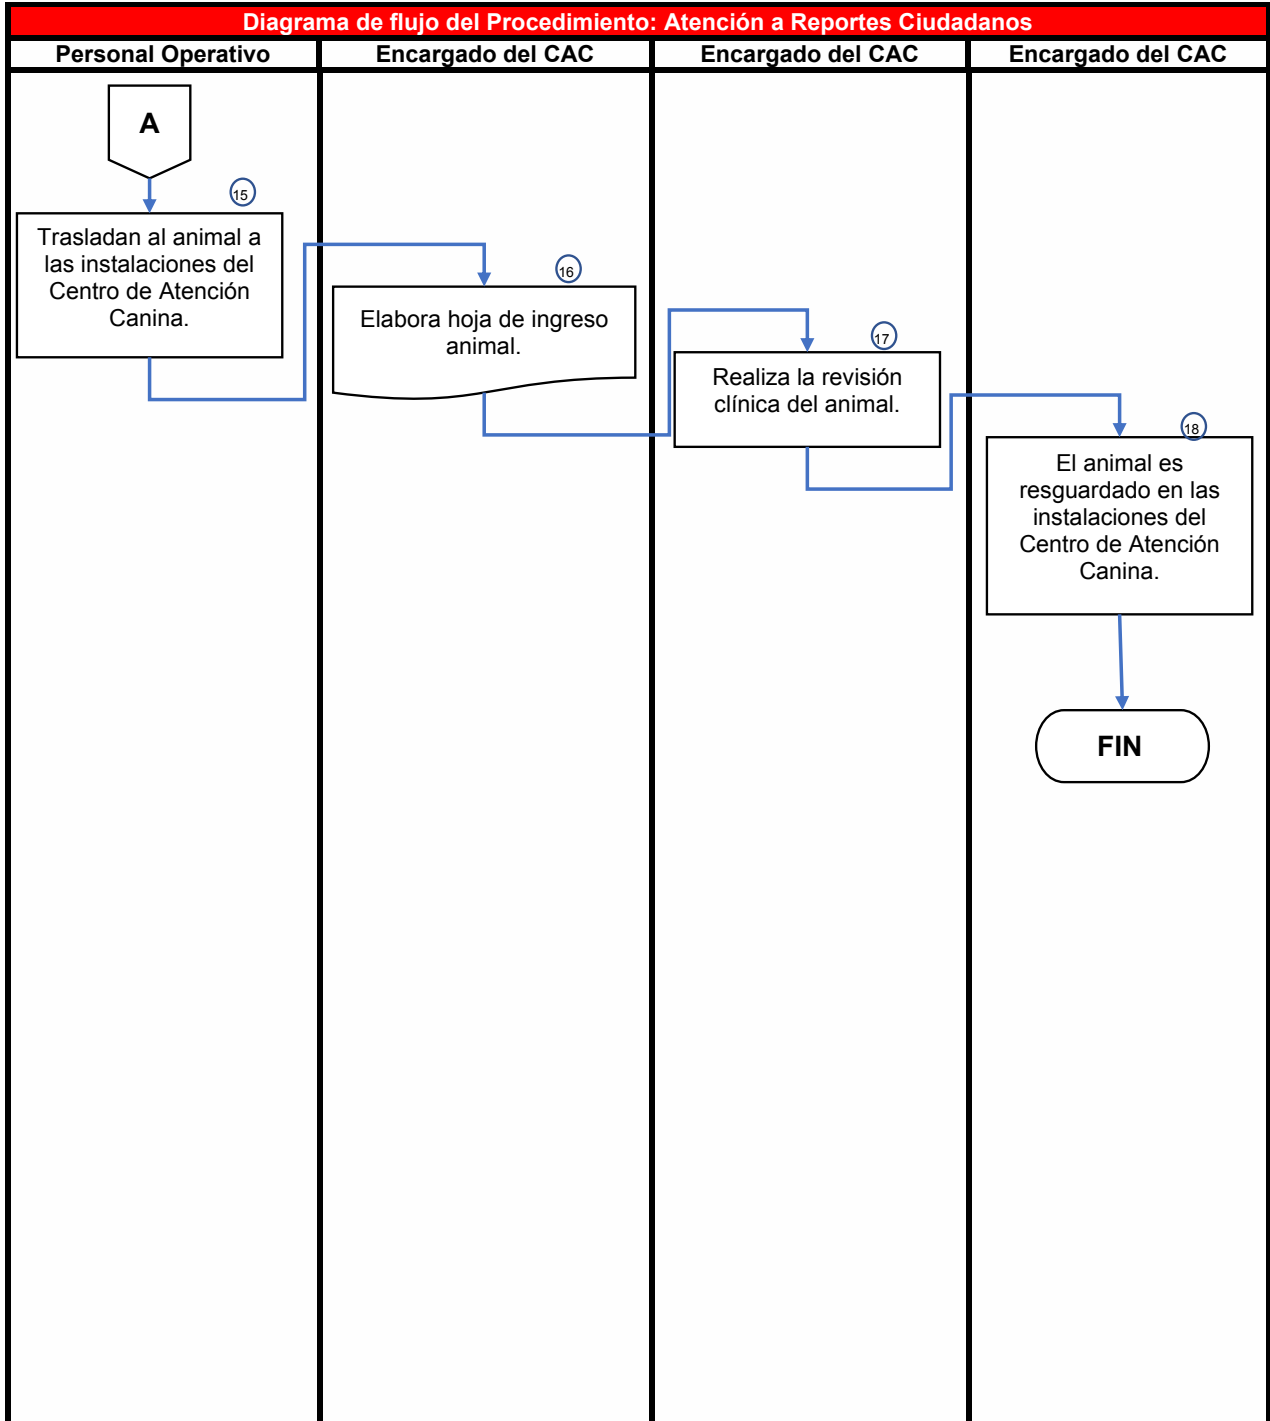 Diagrama de flujo del Procedimiento: Atención a Reportes Ciudadanos
Personal Operativo
Encargado del CAC
Encargado del CAC
Encargado del CAC
A
15
Trasladan al animal a
las instalaciones del
Centro de Atención
Canina.
16
Elabora hoja de ingreso
animal.
17
Realiza la revisión
clínica del animal.
18
El animal es
resguardado en las
instalaciones del
Centro de Atención
Canina.
FIN